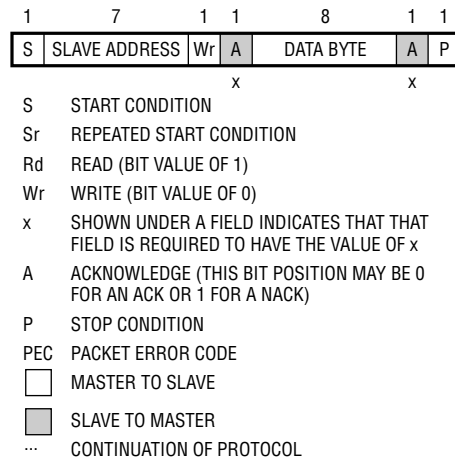 1 7 1 1 8 1 1
S SLAVE ADDRESS Wr A DATA BYTE A P
x x
S START CONDITION
Sr REPEATED START CONDITION
Rd READ (BIT VALUE OF 1)
Wr WRITE (BIT VALUE OF 0)
x SHOWN UNDER A FIELD INDICATES THAT THAT
FIELD IS REQUIRED TO HAVE THE VALUE OF x
A ACKNOWLEDGE (THIS BIT POSITION MAY BE 0
FOR AN ACK OR 1 FOR A NACK)
P STOP CONDITION
PEC PACKET ERROR CODE
MASTER TO SLAVE
SLAVE TO MASTER
... CONTINUATION OF PROTOCOL